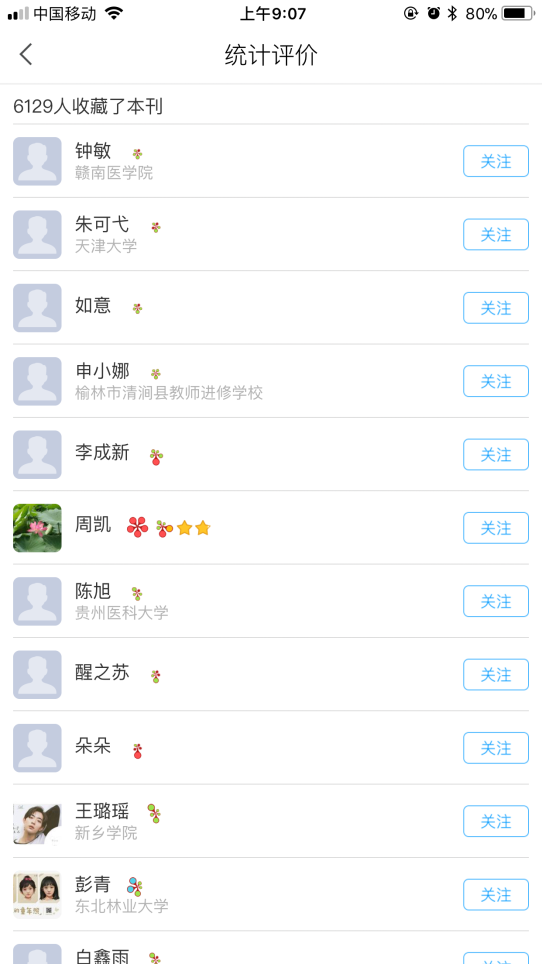 中国移动
上午9:07
80%
统计评价
6129人收藏了本刊
钟敏
赣南医学院
关注
朱可弋
天津大学
关注
如意
关注
申小娜
榆林市清涧县教师进修学校
关注
李成新
关注
周凯
关注
陈旭
贵州医科大学
关注
醒之苏
关注
朵朵
关注
王璐瑶
新乡学院
关注
彭青
东北林业大学
关注
白鑫雨
关注